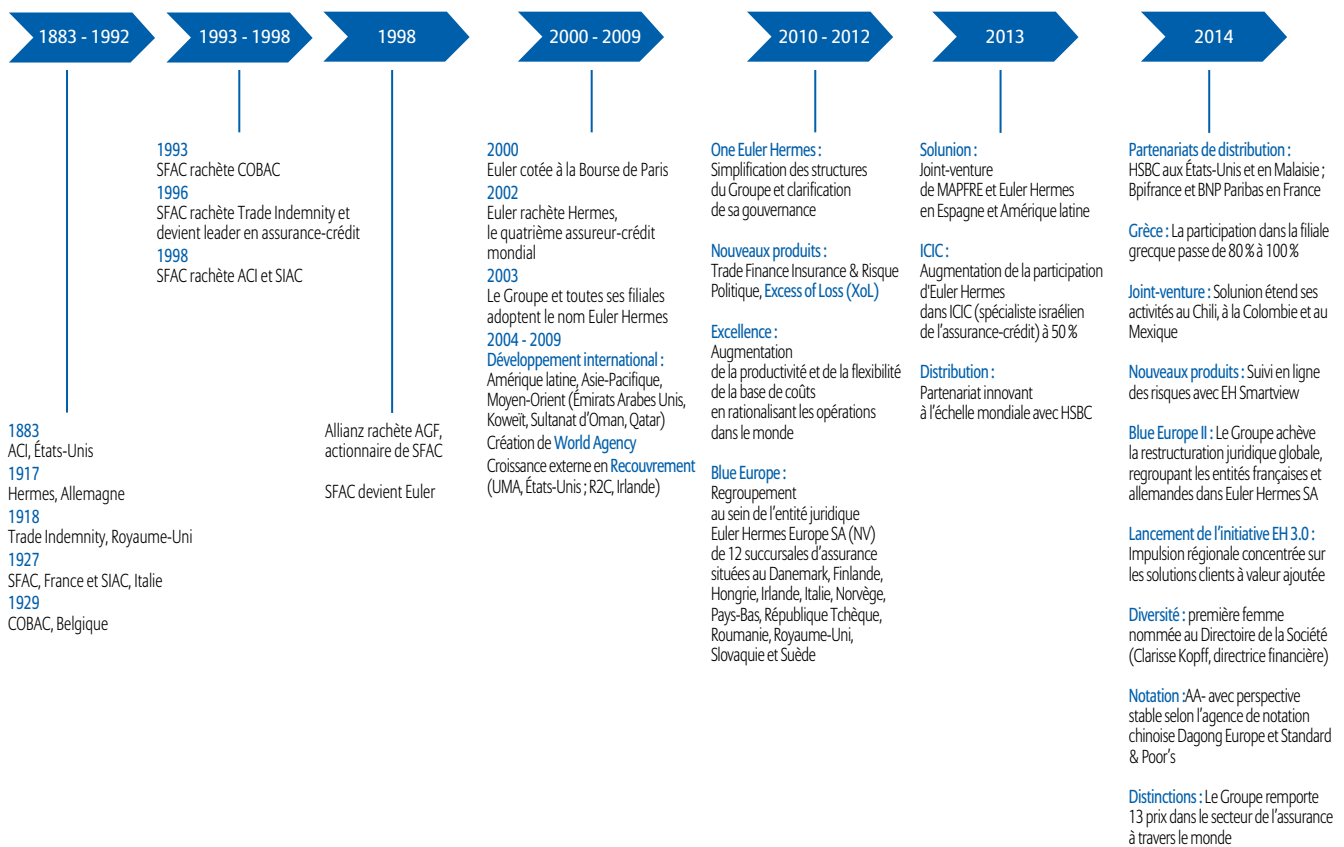 1883 - 1992
1993 - 1998
1998
2000 - 2009
2010 - 2012
2013
2014
1883
ACI, États-Unis
1917
Hermes, Allemagne
1918
Trade Indemnity, Royaume-Uni
1927
SFAC, France et SIAC, Italie
1929
COBAC, Belgique
1993
SFAC rachète COBAC
1996
SFAC rachète Trade Indemnity et
devient leader en assurance-crédit
1998
SFAC rachète ACI et SIAC
Allianz rachète AGF,
actionnaire de SFAC
SFAC devient Euler
2000
Euler cotée à la Bourse de Paris
2002
Euler rachète Hermes,
le quatrième assureur-crédit
mondial
2003
Le Groupe et toutes ses filiales
adoptent le nom Euler Hermes
2004 - 2009
Développement international :
Amérique latine, Asie-Pacifique,
Moyen-Orient (Émirats Arabes Unis,
Koweït, Sultanat d'Oman, Qatar)
Création de World Agency
Croissance externe en Recouvrement
(UMA, États-Unis ; R2C, Irlande)
One Euler Hermes :
Simplification des structures
du Groupe et clarification
de sa gouvernance
Nouveaux produits :
Trade Finance Insurance & Risque
Politique, Excess of Loss (XoL)
Excellence :
Augmentation
de la productivité et de la flexibilité
de la base de coûts
en rationalisant les opérations
dans le monde
Blue Europe :
Regroupement
au sein de l'entité juridique
Euler Hermes Europe SA (NV)
de 12 succursales d'assurance
situées au Danemark, Finlande,
Hongrie, Irlande, Italie, Norvège,
Pays-Bas, République Tchèque,
Roumanie, Royaume-Uni,
Slovaquie et Suède
Solunion :
Joint-venture
de MAPFRE et Euler Hermes
en Espagne et Amérique latine
ICIC :
Augmentation de la participation
d'Euler Hermes
dans ICIC (spécialiste israélien
de l'assurance-crédit) à 50 %
Distribution :
Partenariat innovant
à l'échelle mondiale avec HSBC
Partenariats de distribution :
HSBC aux États-Unis et en Malaisie ;
Bpifrance et BNP Paribas en France
Grèce : La participation dans la filiale
grecque passe de 80 % à 100 %
Joint-venture : Solunion étend ses
activités au Chili, à la Colombie et au
Mexique
Nouveaux produits : Suivi en ligne
des risques avec EH Smartview
Blue Europe II : Le Groupe achève
la restructuration juridique globale,
regroupant les entités françaises et
allemandes dans Euler Hermes SA
Lancement de l'initiative EH 3.0 :
Impulsion régionale concentrée sur
les solutions clients à valeur ajoutée
Diversité : première femme
nommée au Directoire de la Société
(Clarisse Kopff, directrice financière)
Notation :AA- avec perspective
stable selon l'agence de notation
chinoise Dagong Europe et Standard
& Poor's
Distinctions : Le Groupe remporte
13 prix dans le secteur de l'assurance
à travers le monde